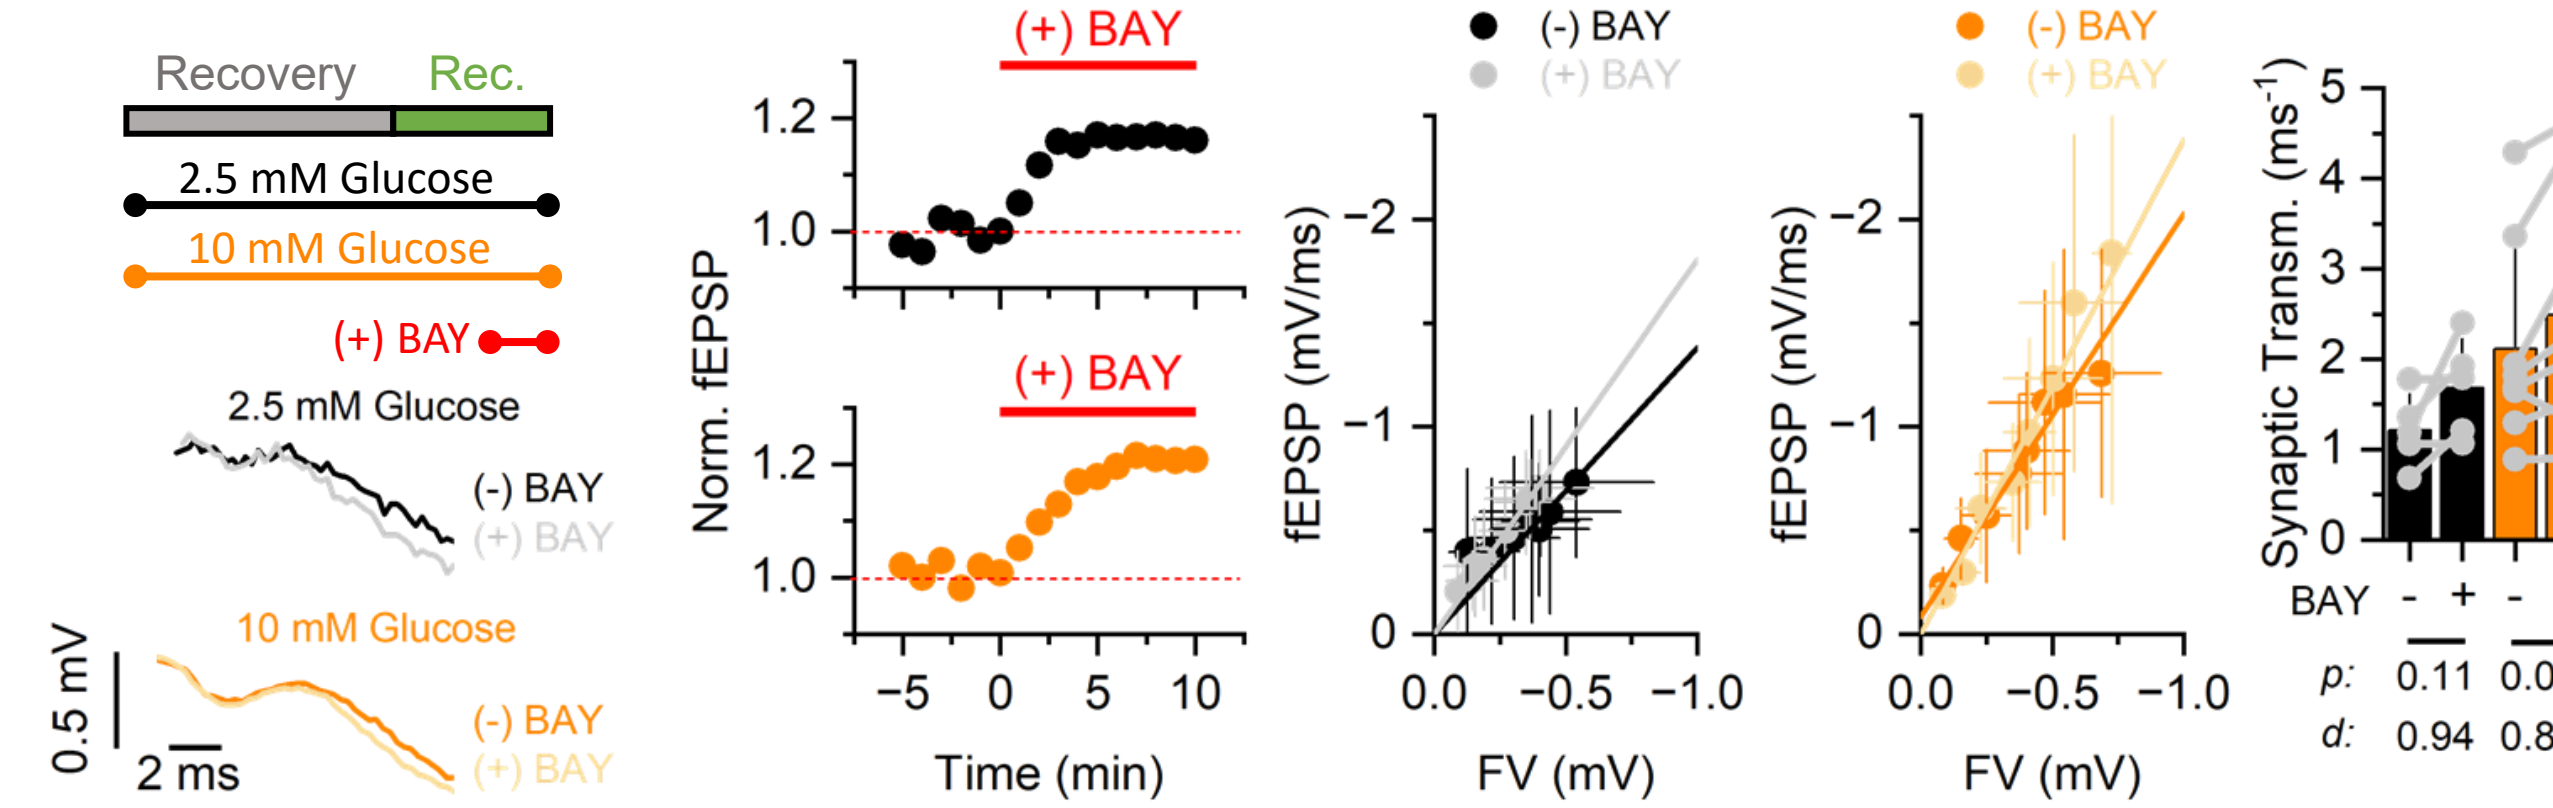 Recovery Rec.
2.5 mM Glucose
10 mM Glucose
(+) BAY
2.5 mM Glucose
(-) BAY
(+) BAY
10 mM Glucose
(-) BAY
(+) BAY
0.5 mV
2 ms
(+) BAY
1.2
1.0
(+) BAY
1.2
1.0
Norm. fEPSP
−5 0 5 10
Time (min)
(-) BAY
(+) BAY
fEPSP (mV/ms)
−2
−1
0
0.0 −0.5 −1.0
FV (mV)
(-) BAY
(+) BAY
fEPSP (mV/ms)
−2
−1
0
0.0 −0.5 −1.0
FV (mV)
Synaptic Transm. (ms⁻¹)
5
4
3
2
1
0
BAY - + -
p: 0.11 0.0
d: 0.94 0.8